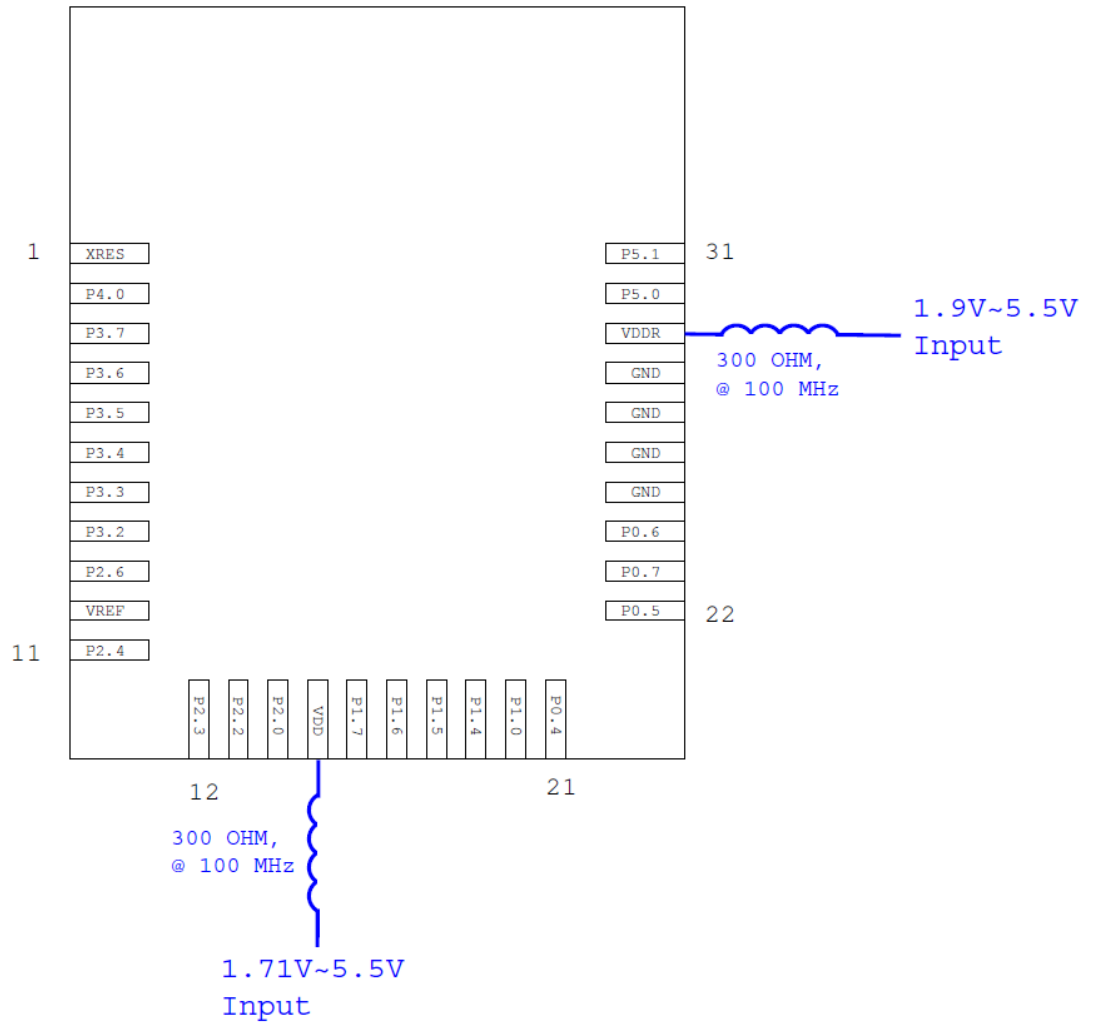 1
XRES
P4.0
P3.7
P3.6
P3.5
P3.4
P3.3
P3.2
P2.6
VREF
11
P2.4
P2.3
P2.2
P2.0
VDD
P1.7
P1.6
P1.5
P1.4
P1.0
P0.4
12
21
P5.1
31
P5.0
VDDR
GND
GND
GND
GND
P0.6
P0.7
P0.5
22
300 OHM,
@ 100 MHz
1.9V~5.5V
Input
300 OHM,
@ 100 MHz
1.71V~5.5V
Input